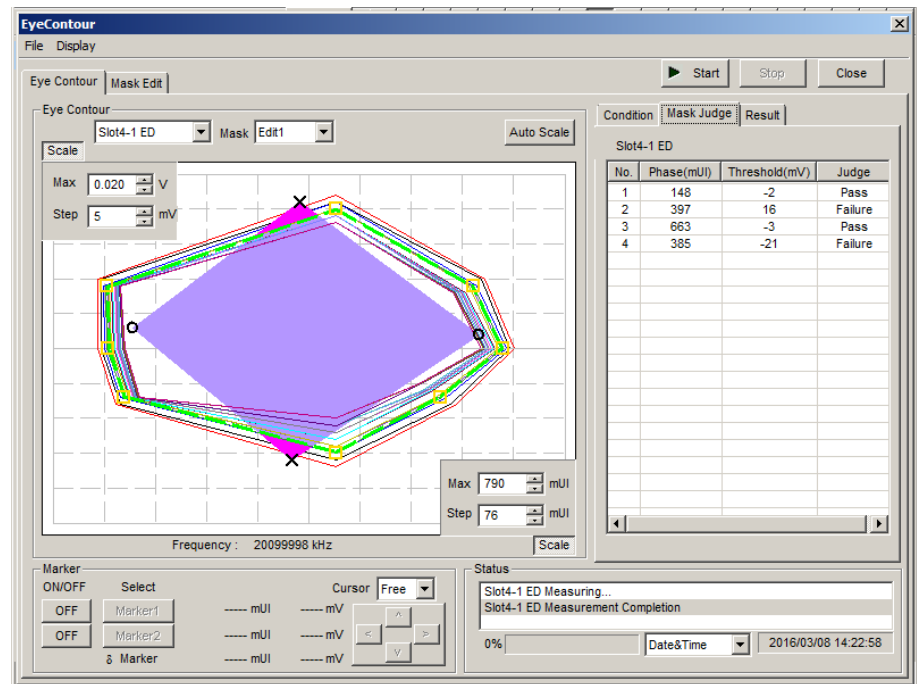 EyeContour
File Display
Start Stop Close
Eye Contour Mask Edit
Eye Contour
Slot4-1 ED Mask Edit1 Auto Scale
Scale
Max 0.020 V
Step 5 mV
Max 790 mUI
Step 76 mUI
Frequency : 20099998 kHz Scale
Condition Mask Judge Result
Slot4-1 ED
No. Phase(mUI) Threshold(mV) Judge
1 148 -2 Pass
2 397 16 Failure
3 663 -3 Pass
4 385 -21 Failure
Marker
ON/OFF Select Cursor Free
OFF Marker1 ----- mUI ----- mV
OFF Marker2 ----- mUI ----- mV
δ Marker ----- mUI ----- mV
Status
Slot4-1 ED Measuring...
Slot4-1 ED Measurement Completion
0% Date&Time 2016/03/08 14:22:58